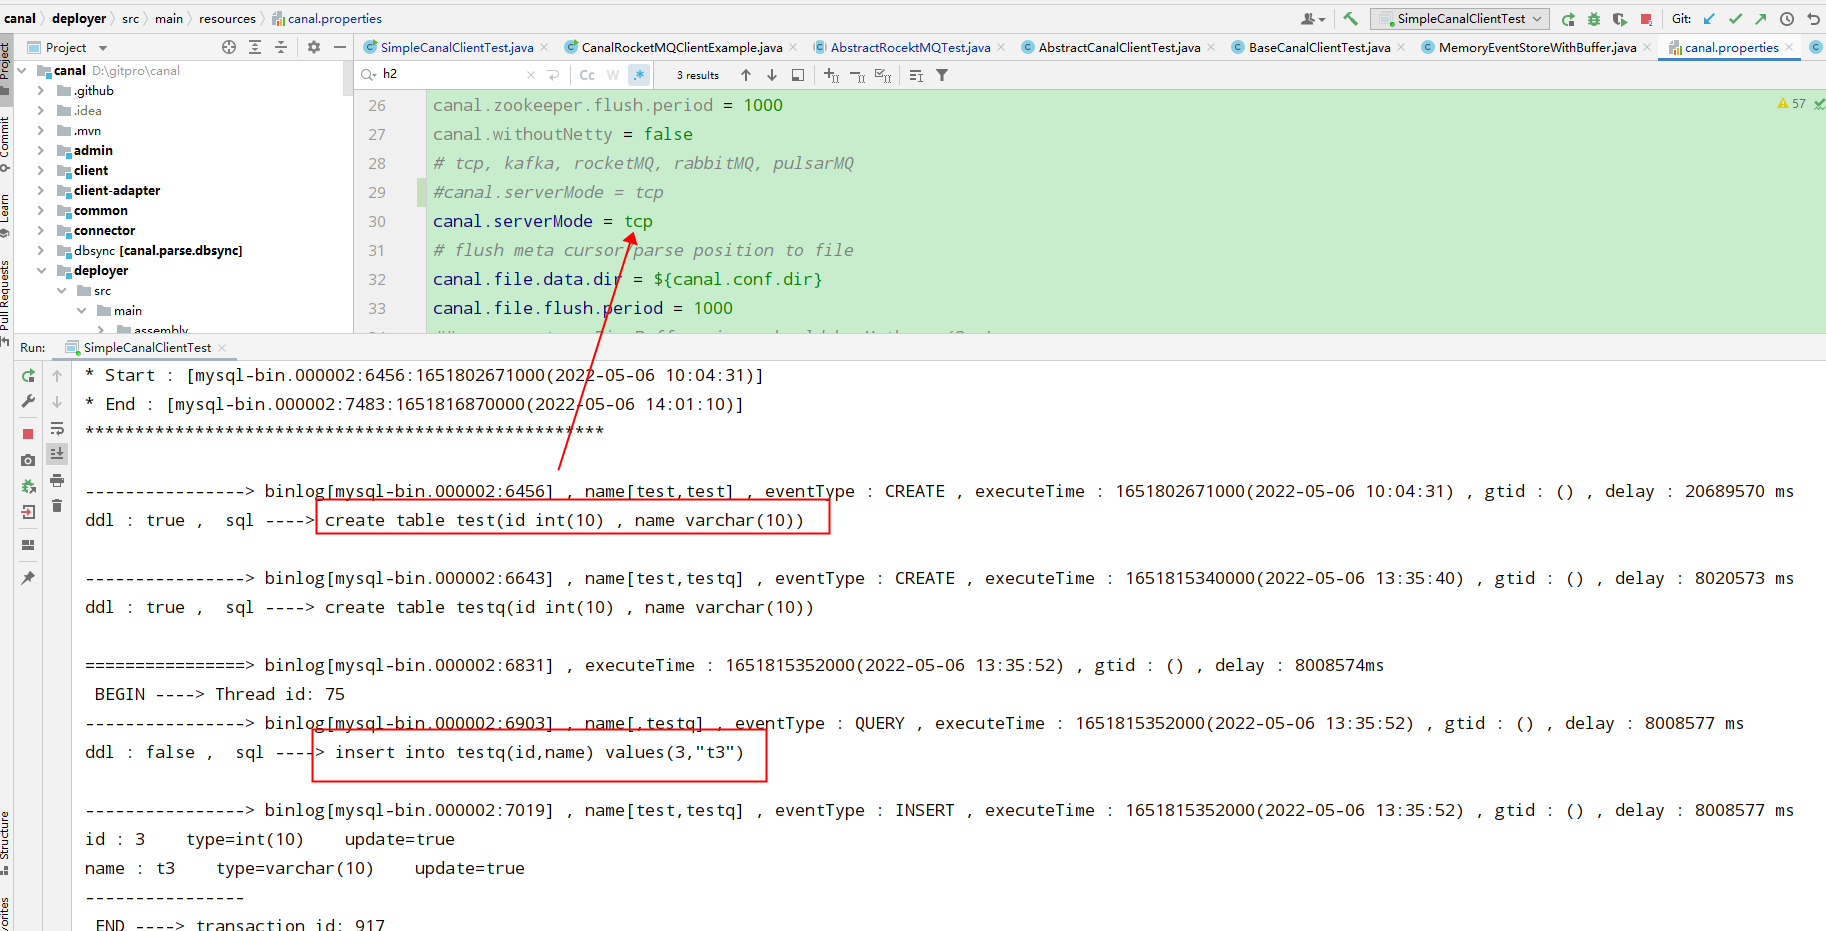 canal deployer src main resources canal.properties SimpleCanalClientTest Git:
Project SimpleCanalClientTest.java CanalRocketMQClientExample.java AbstractRocektMQTest.java AbstractCanalClientTest.java BaseCanalClientTest.java MemoryEventStoreWithBuffer.java canal.properties
canal D:\gitpro\canal
h2 Cc W .* 3 results
.github
.idea
.mvn
admin
client
client-adapter
common
connector
dbsync [canal.parse.dbsync]
deployer
src
main
assembly
Project
Commit
Learn
Pull Requests
Structure
26 canal.zookeeper.flush.period = 1000
57
27 canal.withoutNetty = false
28 # tcp, kafka, rocketMQ, rabbitMQ, pulsarMQ
29 #canal.serverMode = tcp
30 canal.serverMode = tcp
31 # flush meta cursor/parse position to file
32 canal.file.data.dir = ${canal.conf.dir}
33 canal.file.flush.period = 1000
Run: SimpleCanalClientTest
* Start : [mysql-bin.000002:6456:1651802671000(2022-05-06 10:04:31)]
* End : [mysql-bin.000002:7483:1651816870000(2022-05-06 14:01:10)]
****************************************************
----------------> binlog[mysql-bin.000002:6456] , name[test,test] , eventType : CREATE , executeTime : 1651802671000(2022-05-06 10:04:31) , gtid : () , delay : 20689570 ms
ddl : true , sql ----> create table test(id int(10) , name varchar(10))
----------------> binlog[mysql-bin.000002:6643] , name[test,testq] , eventType : CREATE , executeTime : 1651815340000(2022-05-06 13:35:40) , gtid : () , delay : 8020573 ms
ddl : true , sql ----> create table testq(id int(10) , name varchar(10))
================> binlog[mysql-bin.000002:6831] , executeTime : 1651815352000(2022-05-06 13:35:52) , gtid : () , delay : 8008574ms
BEGIN ----> Thread id: 75
----------------> binlog[mysql-bin.000002:6903] , name[,testq] , eventType : QUERY , executeTime : 1651815352000(2022-05-06 13:35:52) , gtid : () , delay : 8008577 ms
ddl : false , sql ----> insert into testq(id,name) values(3,"t3")
----------------> binlog[mysql-bin.000002:7019] , name[test,testq] , eventType : INSERT , executeTime : 1651815352000(2022-05-06 13:35:52) , gtid : () , delay : 8008577 ms
id : 3 type=int(10) update=true
name : t3 type=varchar(10) update=true
----------------
END ----> transaction id: 917